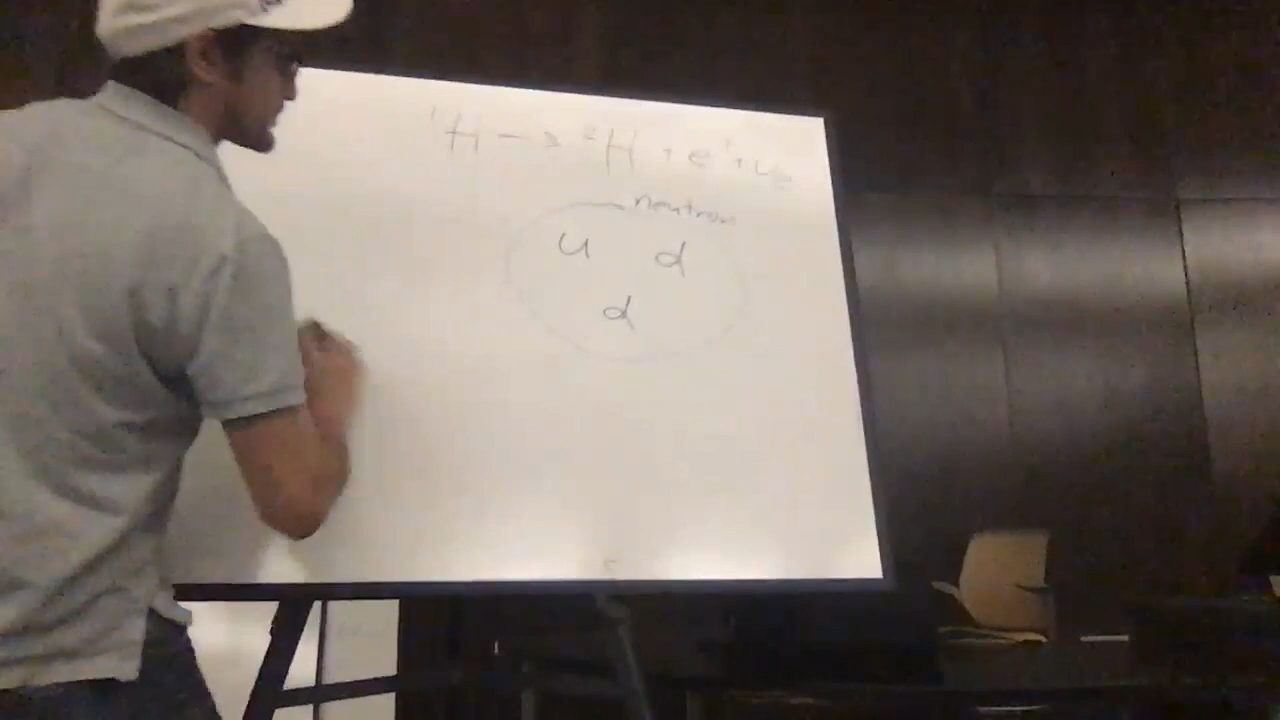 ¹H → ²H + e⁺ + νe
neutron
u d
d